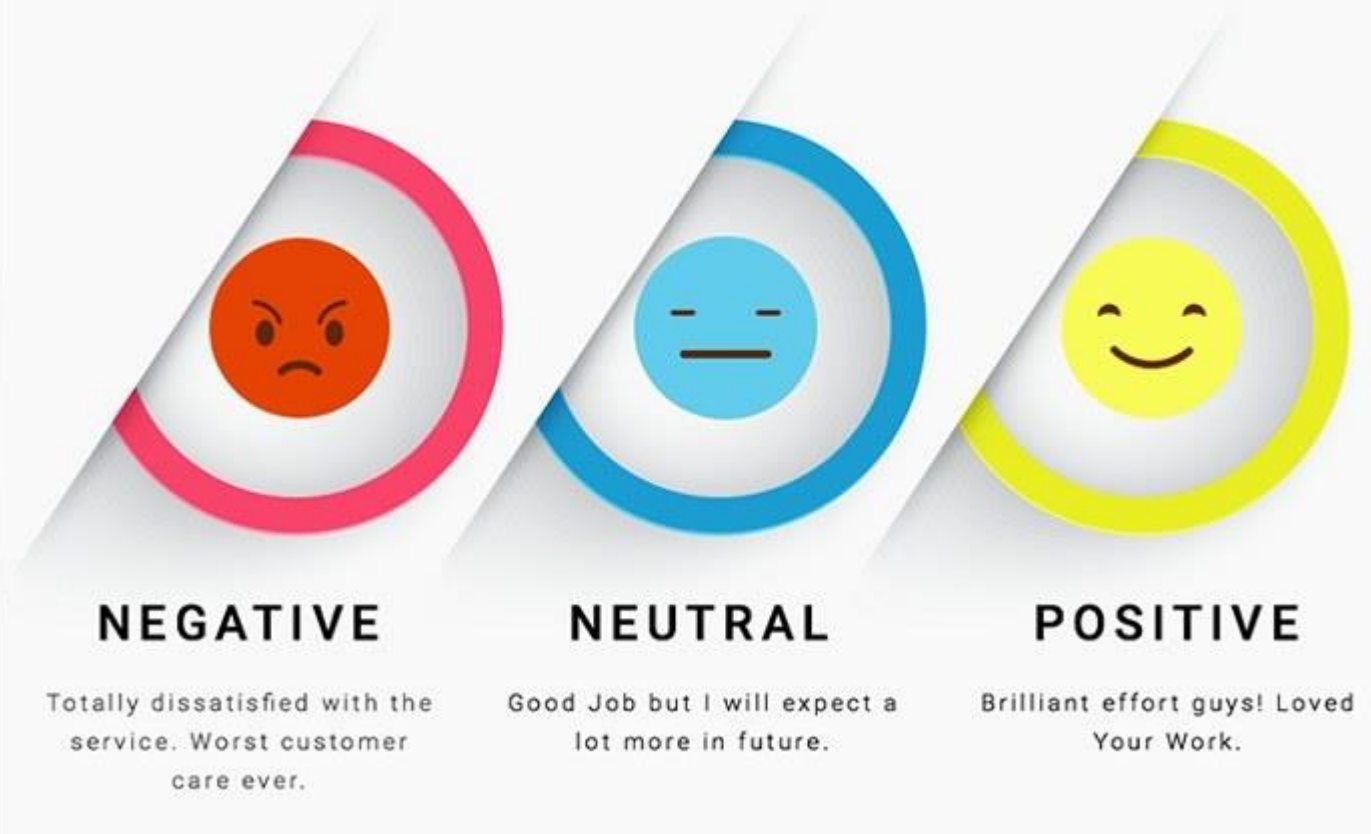 NEGATIVE
Totally dissatisfied with the
service. Worst customer
care ever.
NEUTRAL
Good Job but I will expect a
lot more in future.
POSITIVE
Brilliant effort guys! Loved
Your Work.